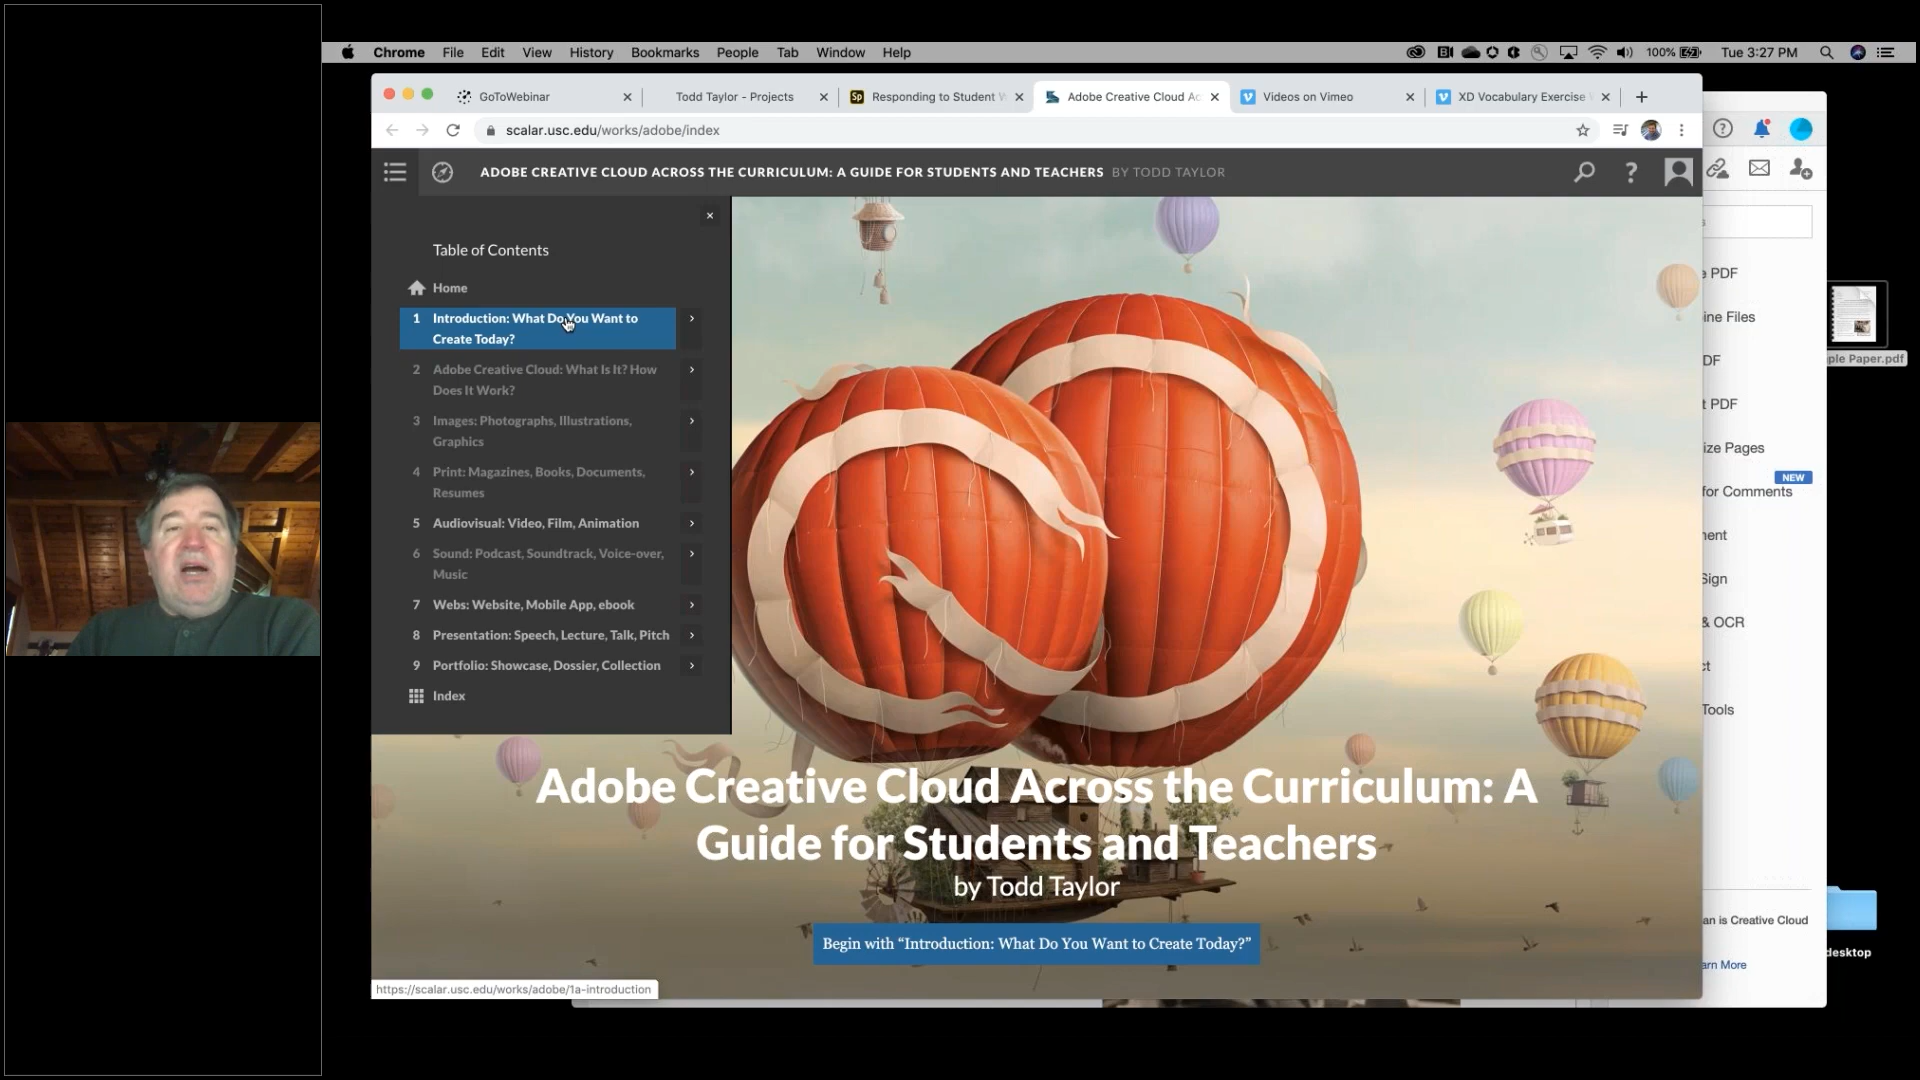 Chrome File Edit View History Bookmarks People Tab Window Help
100% Tue 3:27 PM
GoToWebinar
Todd Taylor - Projects
Sp Responding to Student
Adobe Creative Cloud Ac
Videos on Vimeo
XD Vocabulary Exercise
scalar.usc.edu/works/adobe/index
ADOBE CREATIVE CLOUD ACROSS THE CURRICULUM: A GUIDE FOR STUDENTS AND TEACHERS BY TODD TAYLOR
Table of Contents
Home
1 Introduction: What Do You Want to
Create Today?
2 Adobe Creative Cloud: What Is It? How
Does It Work?
3 Images: Photographs, Illustrations,
Graphics
4 Print: Magazines, Books, Documents,
Resumes
5 Audiovisual: Video, Film, Animation
6 Sound: Podcast, Soundtrack, Voice-over,
Music
7 Webs: Website, Mobile App, ebook
8 Presentation: Speech, Lecture, Talk, Pitch
9 Portfolio: Showcase, Dossier, Collection
Index
Adobe Creative Cloud Across the Curriculum: A
Guide for Students and Teachers
by Todd Taylor
Begin with “Introduction: What Do You Want to Create Today?”
https://scalar.usc.edu/works/adobe/1a-introduction
PDF
ine Files
DF
t PDF
ize Pages
NEW
for Comments
ment
Sign
& OCR
ct
Tools
an is Creative Cloud
arn More
ple Paper.pdf
desktop